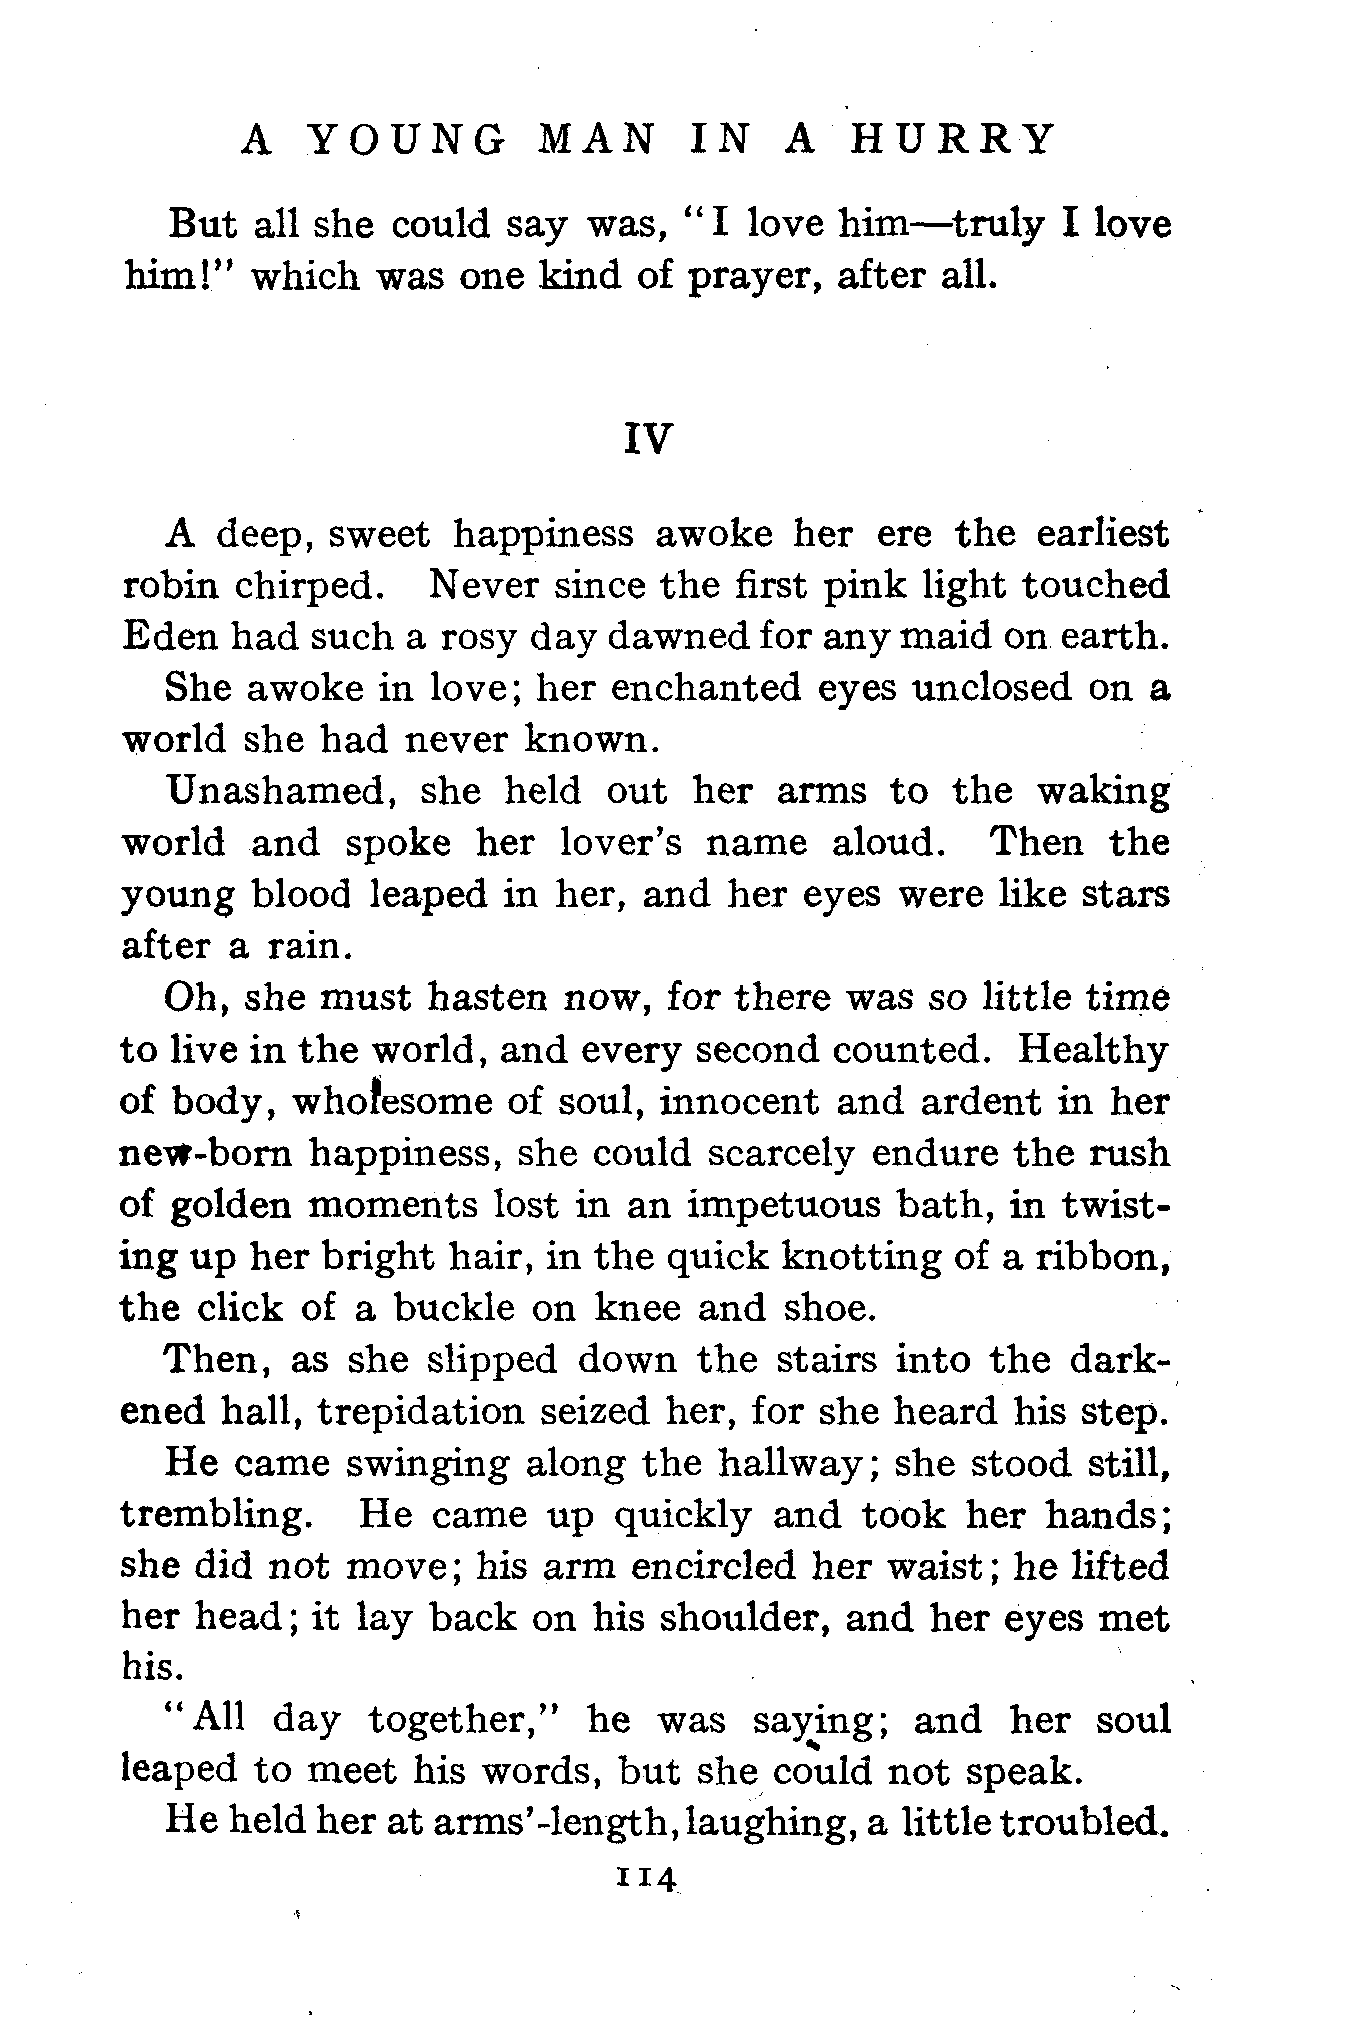 A YOUNG MAN IN A HURRY
But all she could say was, "I love him—truly I love
him!" which was one kind of prayer, after all.
IV
A deep, sweet happiness awoke her ere the earliest
robin chirped. Never since the first pink light touched
Eden had such a rosy day dawned for any maid on earth.
She awoke in love; her enchanted eyes unclosed on a
world she had never known.
Unashamed, she held out her arms to the waking
world and spoke her lover's name aloud. Then the
young blood leaped in her, and her eyes were like stars
after a rain.
Oh, she must hasten now, for there was so little time
to live in the world, and every second counted. Healthy
of body, wholesome of soul, innocent and ardent in her
new-born happiness, she could scarcely endure the rush
of golden moments lost in an impetuous bath, in twist-
ing up her bright hair, in the quick knotting of a ribbon,
the click of a buckle on knee and shoe.
Then, as she slipped down the stairs into the dark-
ened hall, trepidation seized her, for she heard his step.
He came swinging along the hallway; she stood still,
trembling. He came up quickly and took her hands;
she did not move; his arm encircled her waist; he lifted
her head; it lay back on his shoulder, and her eyes met
his.
"All day together," he was saying; and her soul
leaped to meet his words, but she could not speak.
He held her at arms'-length, laughing, a little troubled.
114